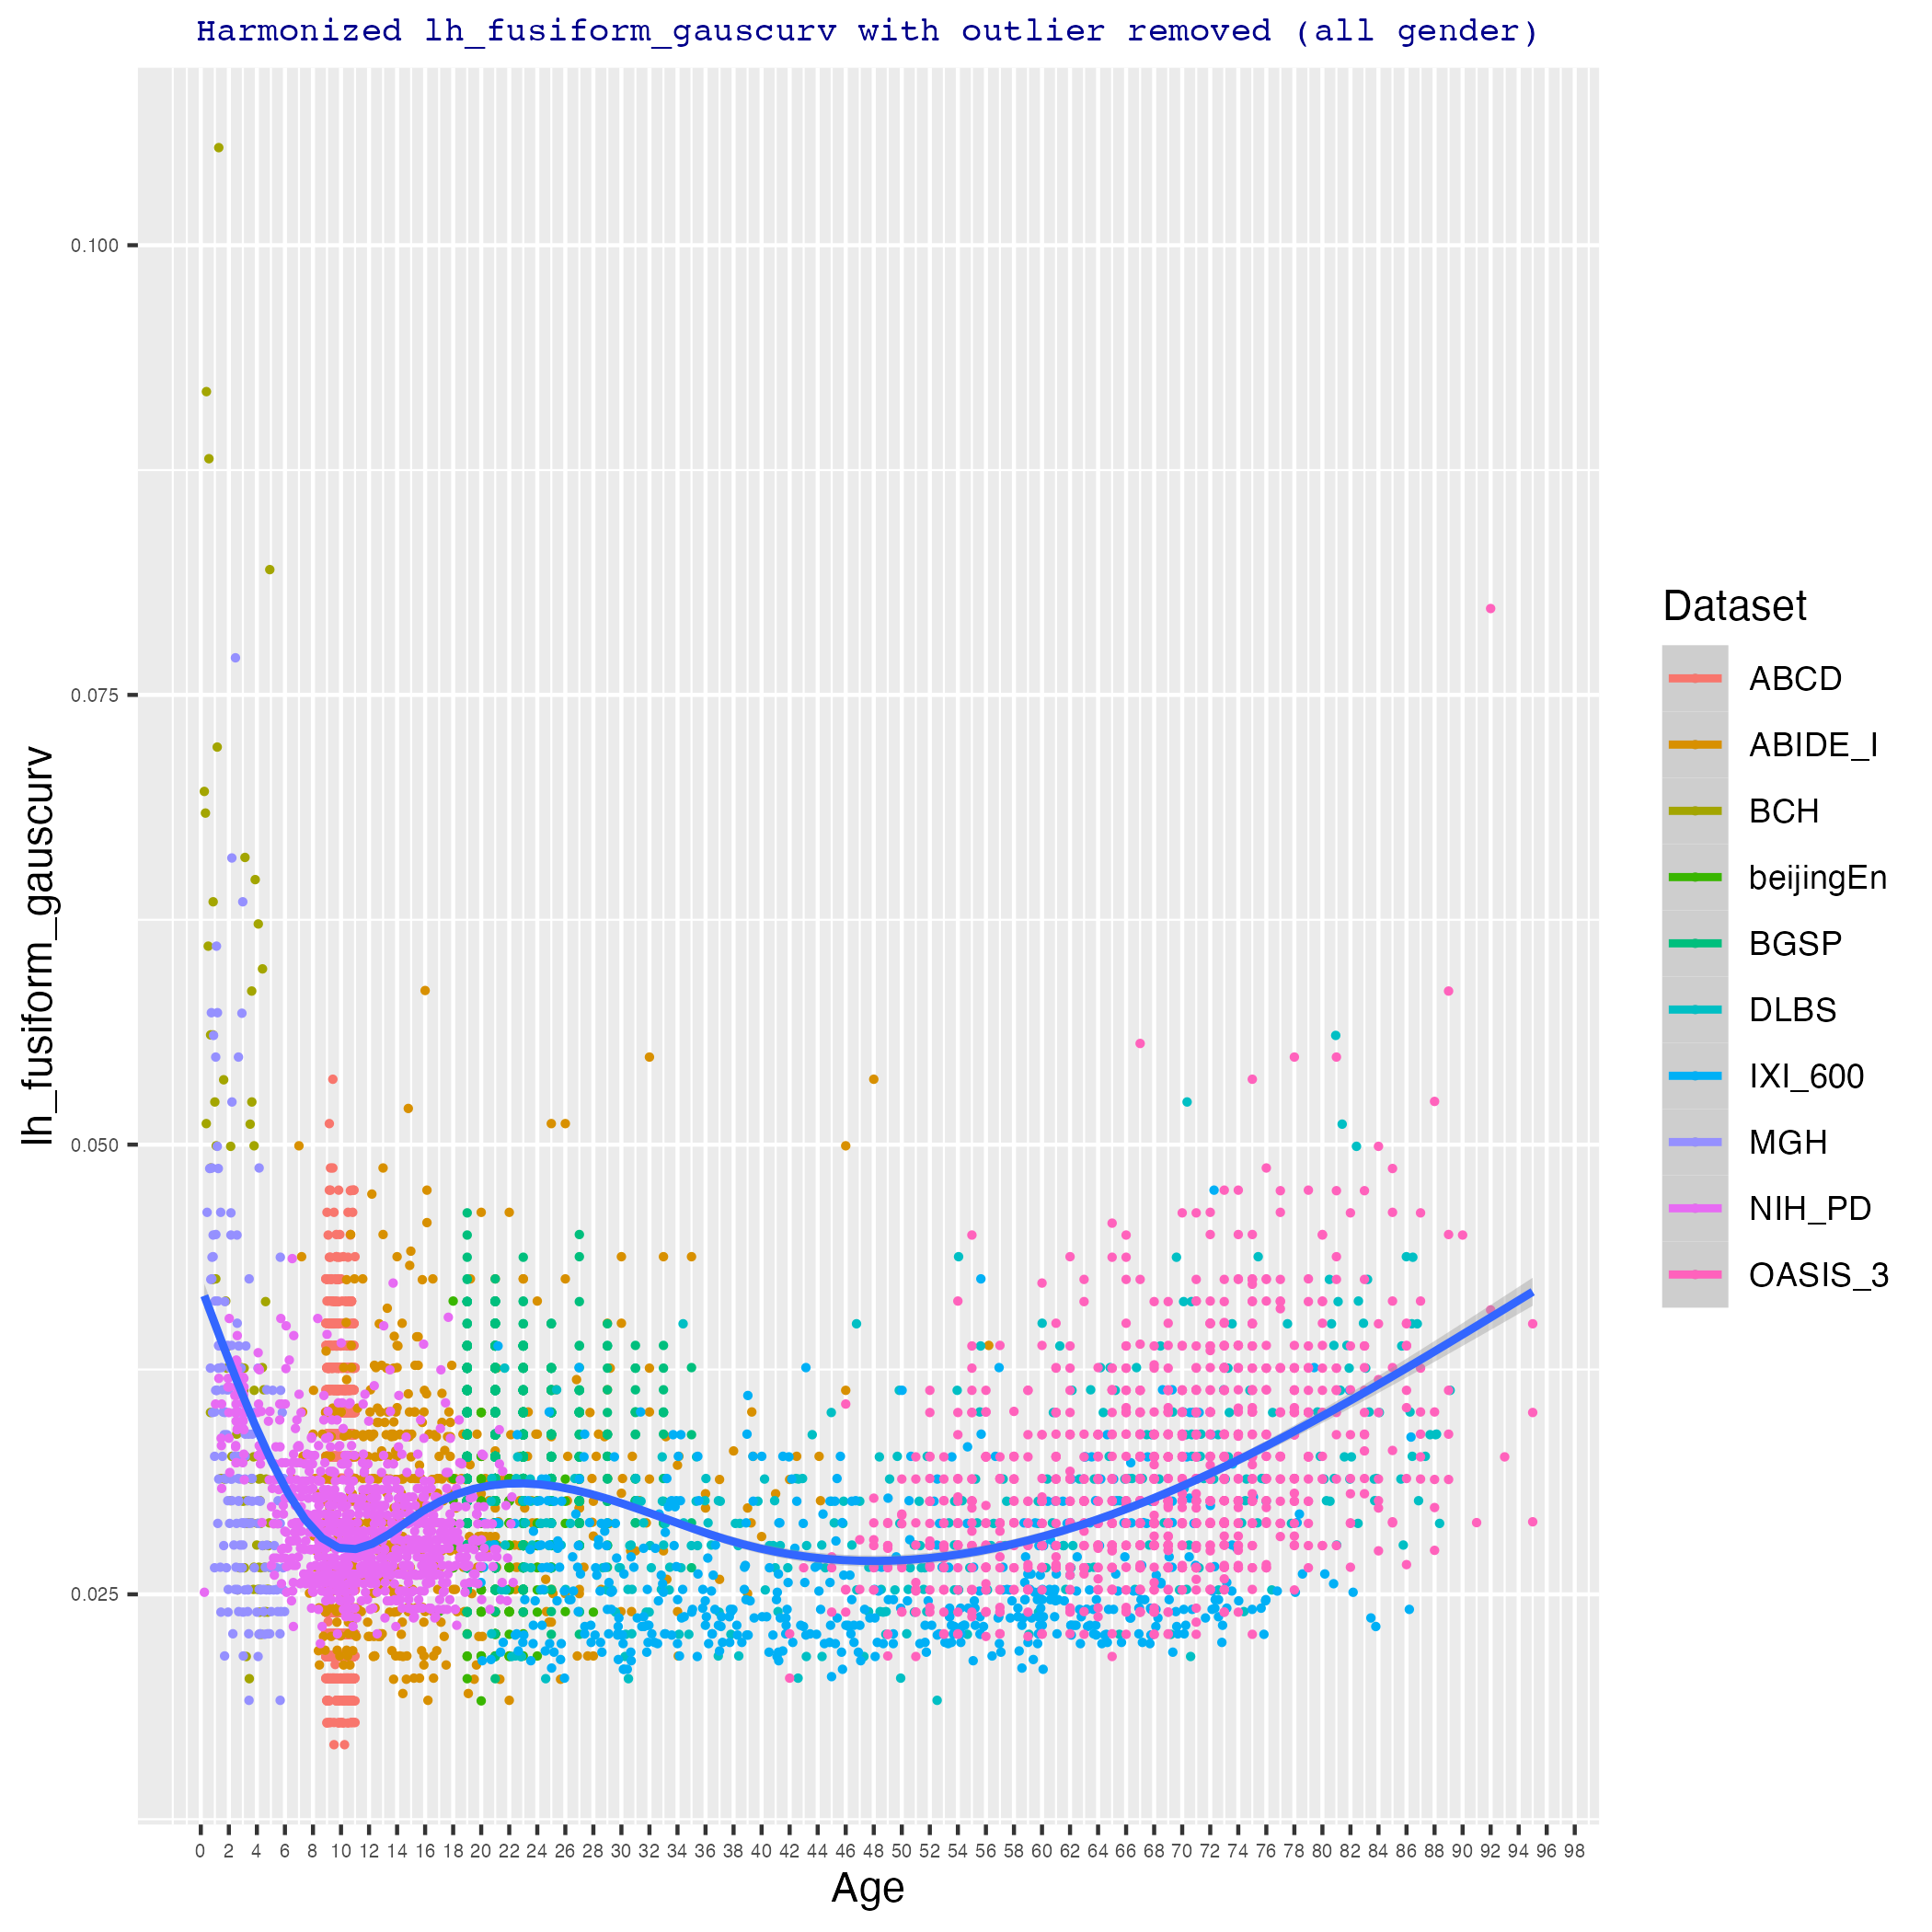 Harmonized lh_fusiform_gauscurv with outlier removed (all gender)
0.100
0.075
0.050
0.025
lh_fusiform_gauscurv
0 2 4 6 8 10 12 14 16 18 20 22 24 26 28 30 32 34 36 38 40 42 44 46 48 50 52 54 56 58 60 62 64 66 68 70 72 74 76 78 80 82 84 86 88 90 92 94 96 98
Age
Dataset
ABCD
ABIDE_I
BCH
beijingEn
BGSP
DLBS
IXI_600
MGH
NIH_PD
OASIS_3